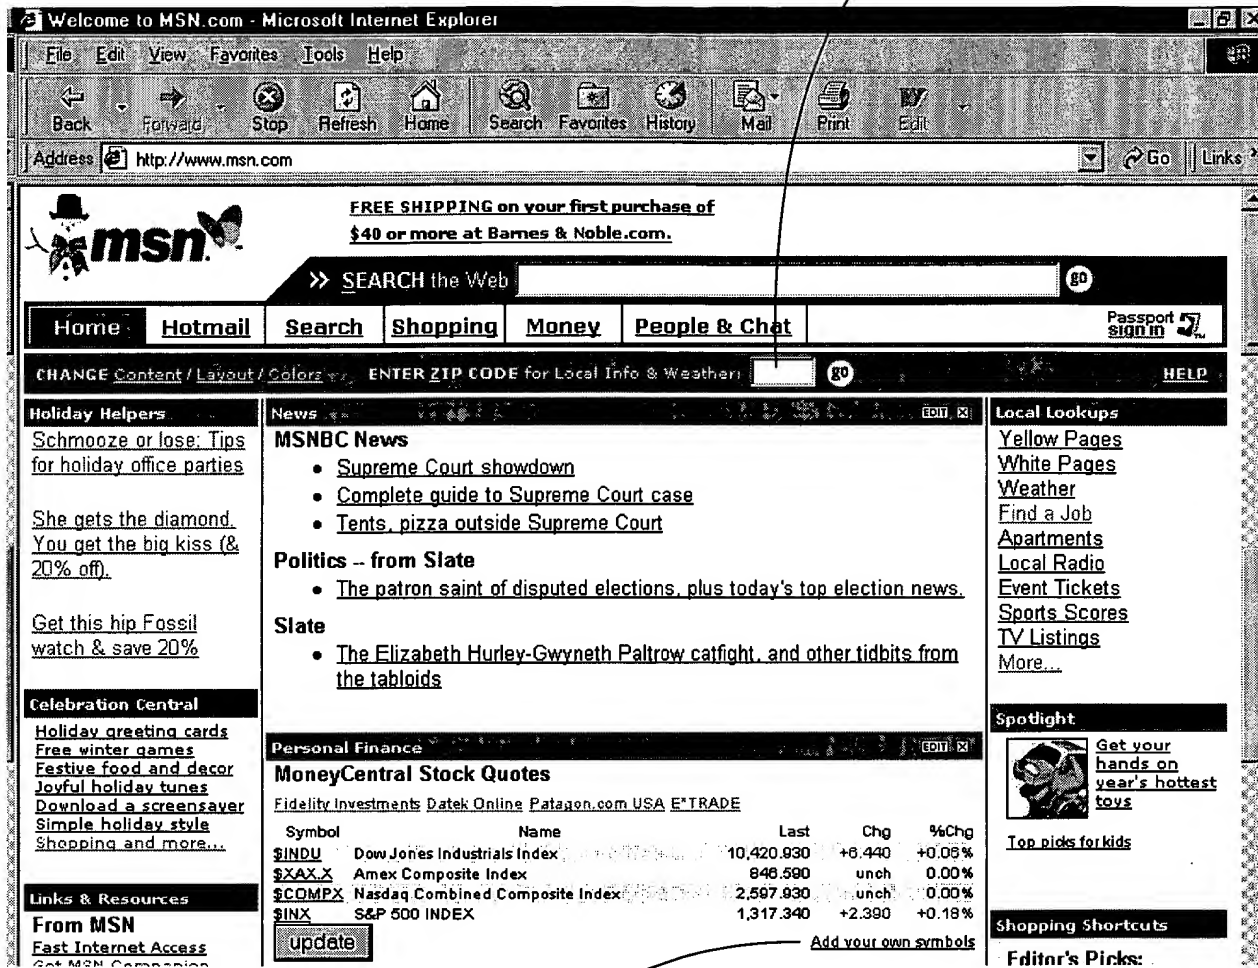 Welcome to MSN.com - Microsoft Internet Explorer
File Edit View Favorites Tools Help
Back Forward Stop Refresh Home Search Favorites History Mail Print Edit
Address http://www.msn.com Go Links
msn
FREE SHIPPING on your first purchase of
$40 or more at Barnes & Noble.com.
>> SEARCH the Web go
Home Hotmail Search Shopping Money People & Chat Passport sign in
CHANGE Content / Layout / Colors ENTER ZIP CODE for Local Info & Weather: go HELP
Holiday Helpers
Schmooze or lose: Tips
for holiday office parties
She gets the diamond.
You get the big kiss (&
20% off).
Get this hip Fossil
watch & save 20%
Celebration Central
Holiday greeting cards
Free winter games
Festive food and decor
Joyful holiday tunes
Download a screensaver
Simple holiday style
Shopping and more...
Links & Resources
From MSN
Fast Internet Access
Get MSN Companion
News EDIT X
MSNBC News
• Supreme Court showdown
• Complete guide to Supreme Court case
• Tents, pizza outside Supreme Court
Politics -- from Slate
• The patron saint of disputed elections, plus today's top election news.
Slate
• The Elizabeth Hurley-Gwyneth Paltrow catfight, and other tidbits from
the tabloids
Personal Finance EDIT X
MoneyCentral Stock Quotes
Fidelity Investments Datek Online Patagon.com USA E*TRADE
Symbol Name Last Chg %Chg
$INDU Dow Jones Industrials Index 10,420.930 +6.440 +0.06%
$XAX.X Amex Composite Index 846.590 unch 0.00%
$COMPX Nasdaq Combined Composite Index 2,597.930 unch 0.00%
$INX S&P 500 INDEX 1,317.340 +2.390 +0.18%
update Add your own symbols
Local Lookups
Yellow Pages
White Pages
Weather
Find a Job
Apartments
Local Radio
Event Tickets
Sports Scores
TV Listings
More...
Spotlight
Get your
hands on
year's hottest
toys
Top picks for kids
Shopping Shortcuts
Editor's Picks: